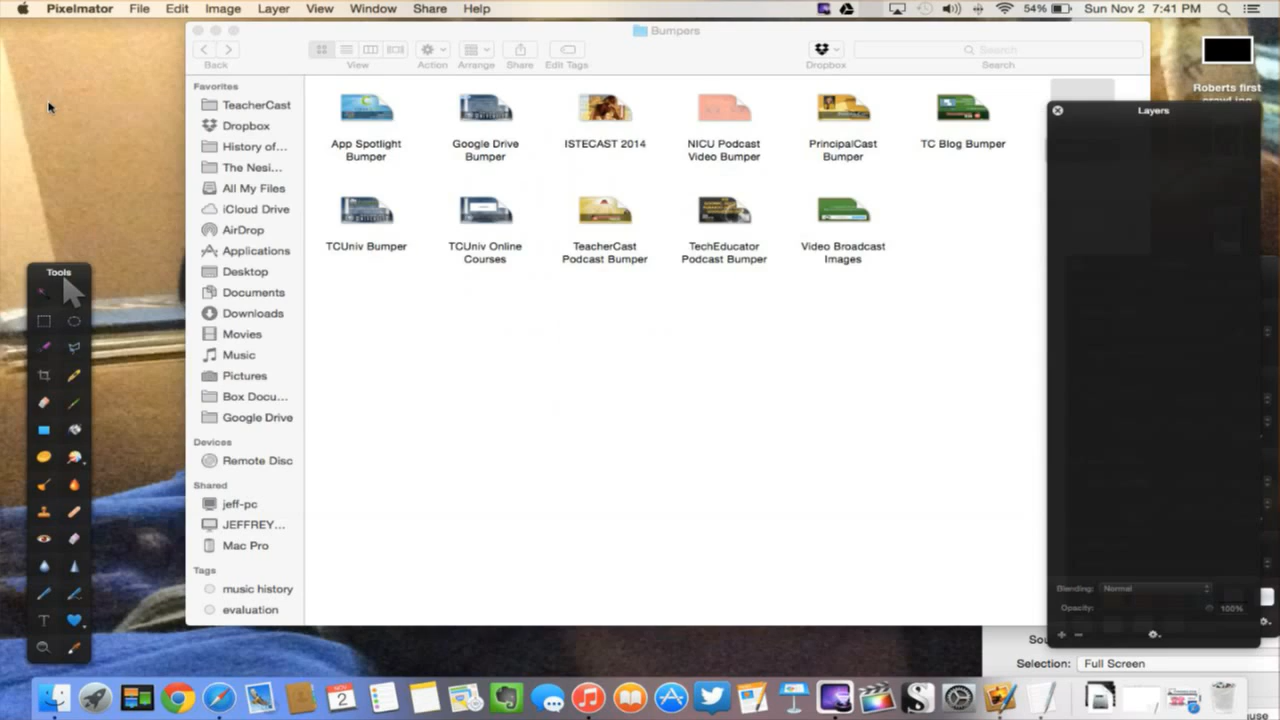 Pixelmator File Edit Image Layer View Window Share Help 54% Sun Nov 2 7:41 PM
Bumpers
Back View Action Arrange Share Edit Tags Dropbox Search
Search
Favorites
TeacherCast
Dropbox
History of...
The Nesi...
All My Files
iCloud Drive
AirDrop
Applications
Desktop
Documents
Downloads
Movies
Music
Pictures
Box Docu...
Google Drive
Devices
Remote Disc
Shared
jeff-pc
JEFFREY...
Mac Pro
Tags
music history
evaluation
App Spotlight
Bumper
Google Drive
Bumper
ISTECAST 2014
NICU Podcast
Video Bumper
PrincipalCast
Bumper
TC Blog Bumper
TCUniv Bumper
TCUniv Online
Courses
TeacherCast
Podcast Bumper
TechEducator
Podcast Bumper
Video Broadcast
Images
Roberts first
Tools
T
Layers
Blending: Normal
Opacity: 100%
Selection: Full Screen
NOV
2